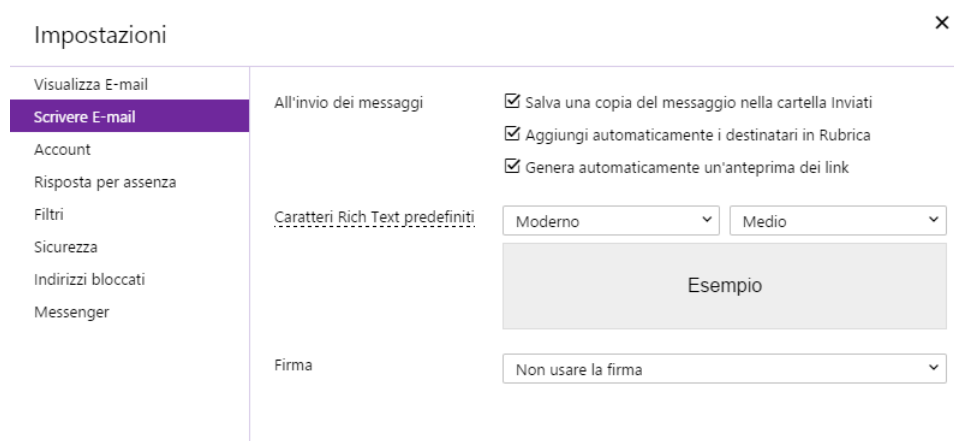 Impostazioni
Visualizza E-mail
Scrivere E-mail
Account
Risposta per assenza
Filtri
Sicurezza
Indirizzi bloccati
Messenger
All'invio dei messaggi
Salva una copia del messaggio nella cartella Inviati
Aggiungi automaticamente i destinatari in Rubrica
Genera automaticamente un'anteprima dei link
Caratteri Rich Text predefiniti
Moderno
Medio
Esempio
Firma
Non usare la firma